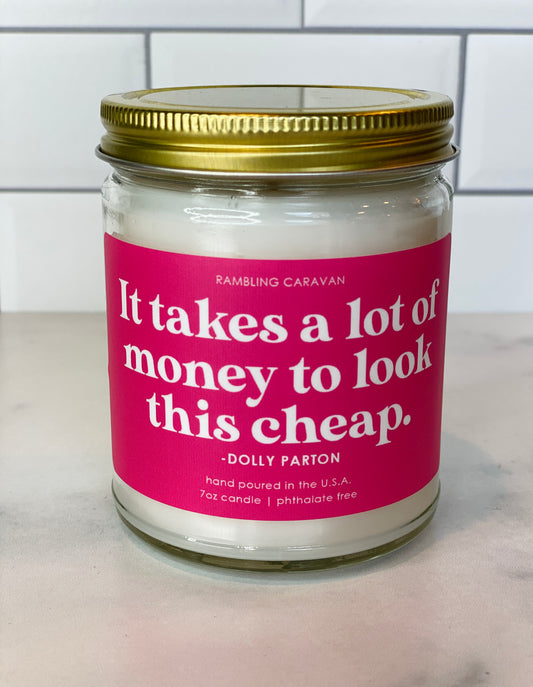 RAMBLING CARAVAN
It takes a lot of
money to look
this cheap.
-DOLLY PARTON
hand poured in the U.S.A.
7oz candle | phthalate free